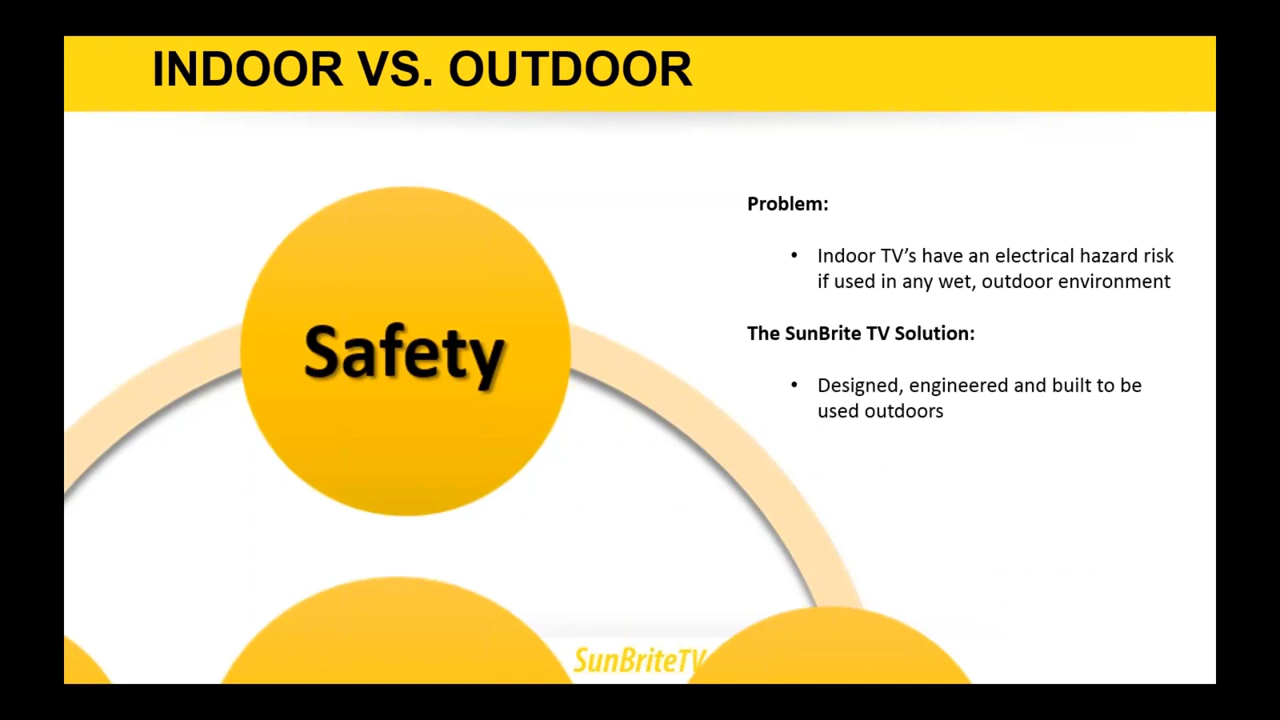 INDOOR VS. OUTDOOR
Safety
Problem:
• Indoor TV’s have an electrical hazard risk
if used in any wet, outdoor environment
The SunBrite TV Solution:
• Designed, engineered and built to be
used outdoors
SunBriteTV